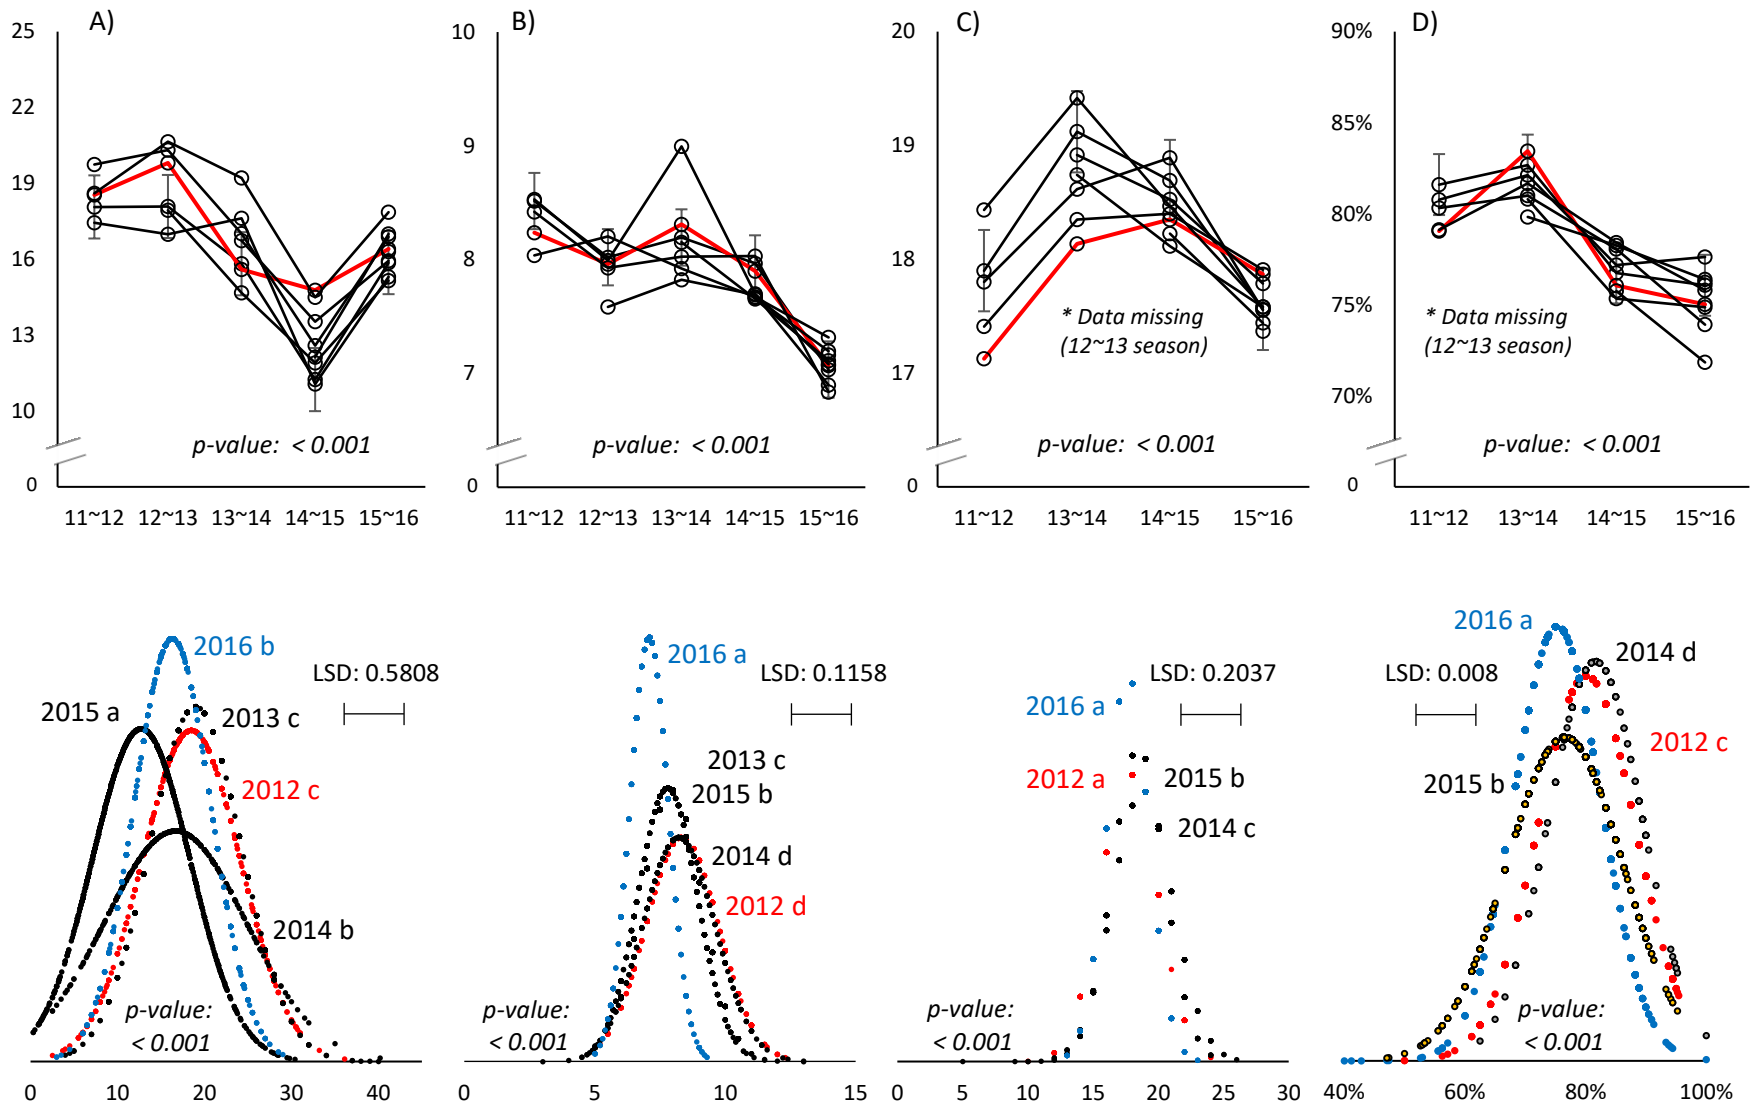 A)
25
22
19
16
13
10
0
p-value: < 0.001
11~12 12~13 13~14 14~15 15~16
B)
10
9
8
7
0
p-value: < 0.001
11~12 12~13 13~14 14~15 15~16
C)
20
19
18
17
0
* Data missing
(12~13 season)
p-value: < 0.001
11~12 13~14 14~15 15~16
D)
90%
85%
80%
75%
70%
0
* Data missing
(12~13 season)
p-value: < 0.001
11~12 13~14 14~15 15~16
2016 b
LSD: 0.5808
2015 a
2013 c
2012 c
2014 b
p-value:
< 0.001
0 10 20 30 40
2016 a
LSD: 0.1158
2013 c
2015 b
2014 d
2012 d
p-value:
< 0.001
5 10 15
LSD: 0.2037
2016 a
2012 a
2015 b
2014 c
p-value:
< 0.001
0 5 10 15 20 25 30
2016 a
2014 d
LSD: 0.008
2012 c
2015 b
p-value:
< 0.001
40% 60% 80% 100%